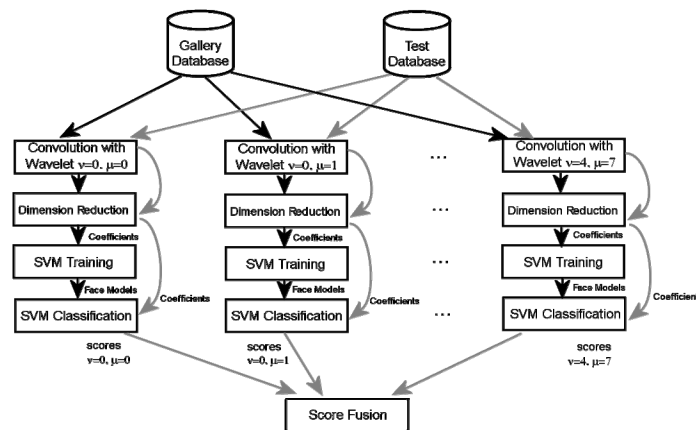 Gallery
Database
Test
Database
Convolution with
Wavelet ν=0, μ=0
Convolution with
Wavelet ν=0, μ=1
...
Convolution with
Wavelet ν=4, μ=7
Dimension Reduction
Dimension Reduction
...
Dimension Reduction
Coefficients
Coefficients
Coefficients
SVM Training
SVM Training
...
SVM Training
Face Models
Face Models
Face Models
Coefficients
Coefficients
Coefficien
SVM Classification
SVM Classification
...
SVM Classification
scores
ν=0, μ=0
scores
ν=0, μ=1
scores
ν=4, μ=7
Score Fusion